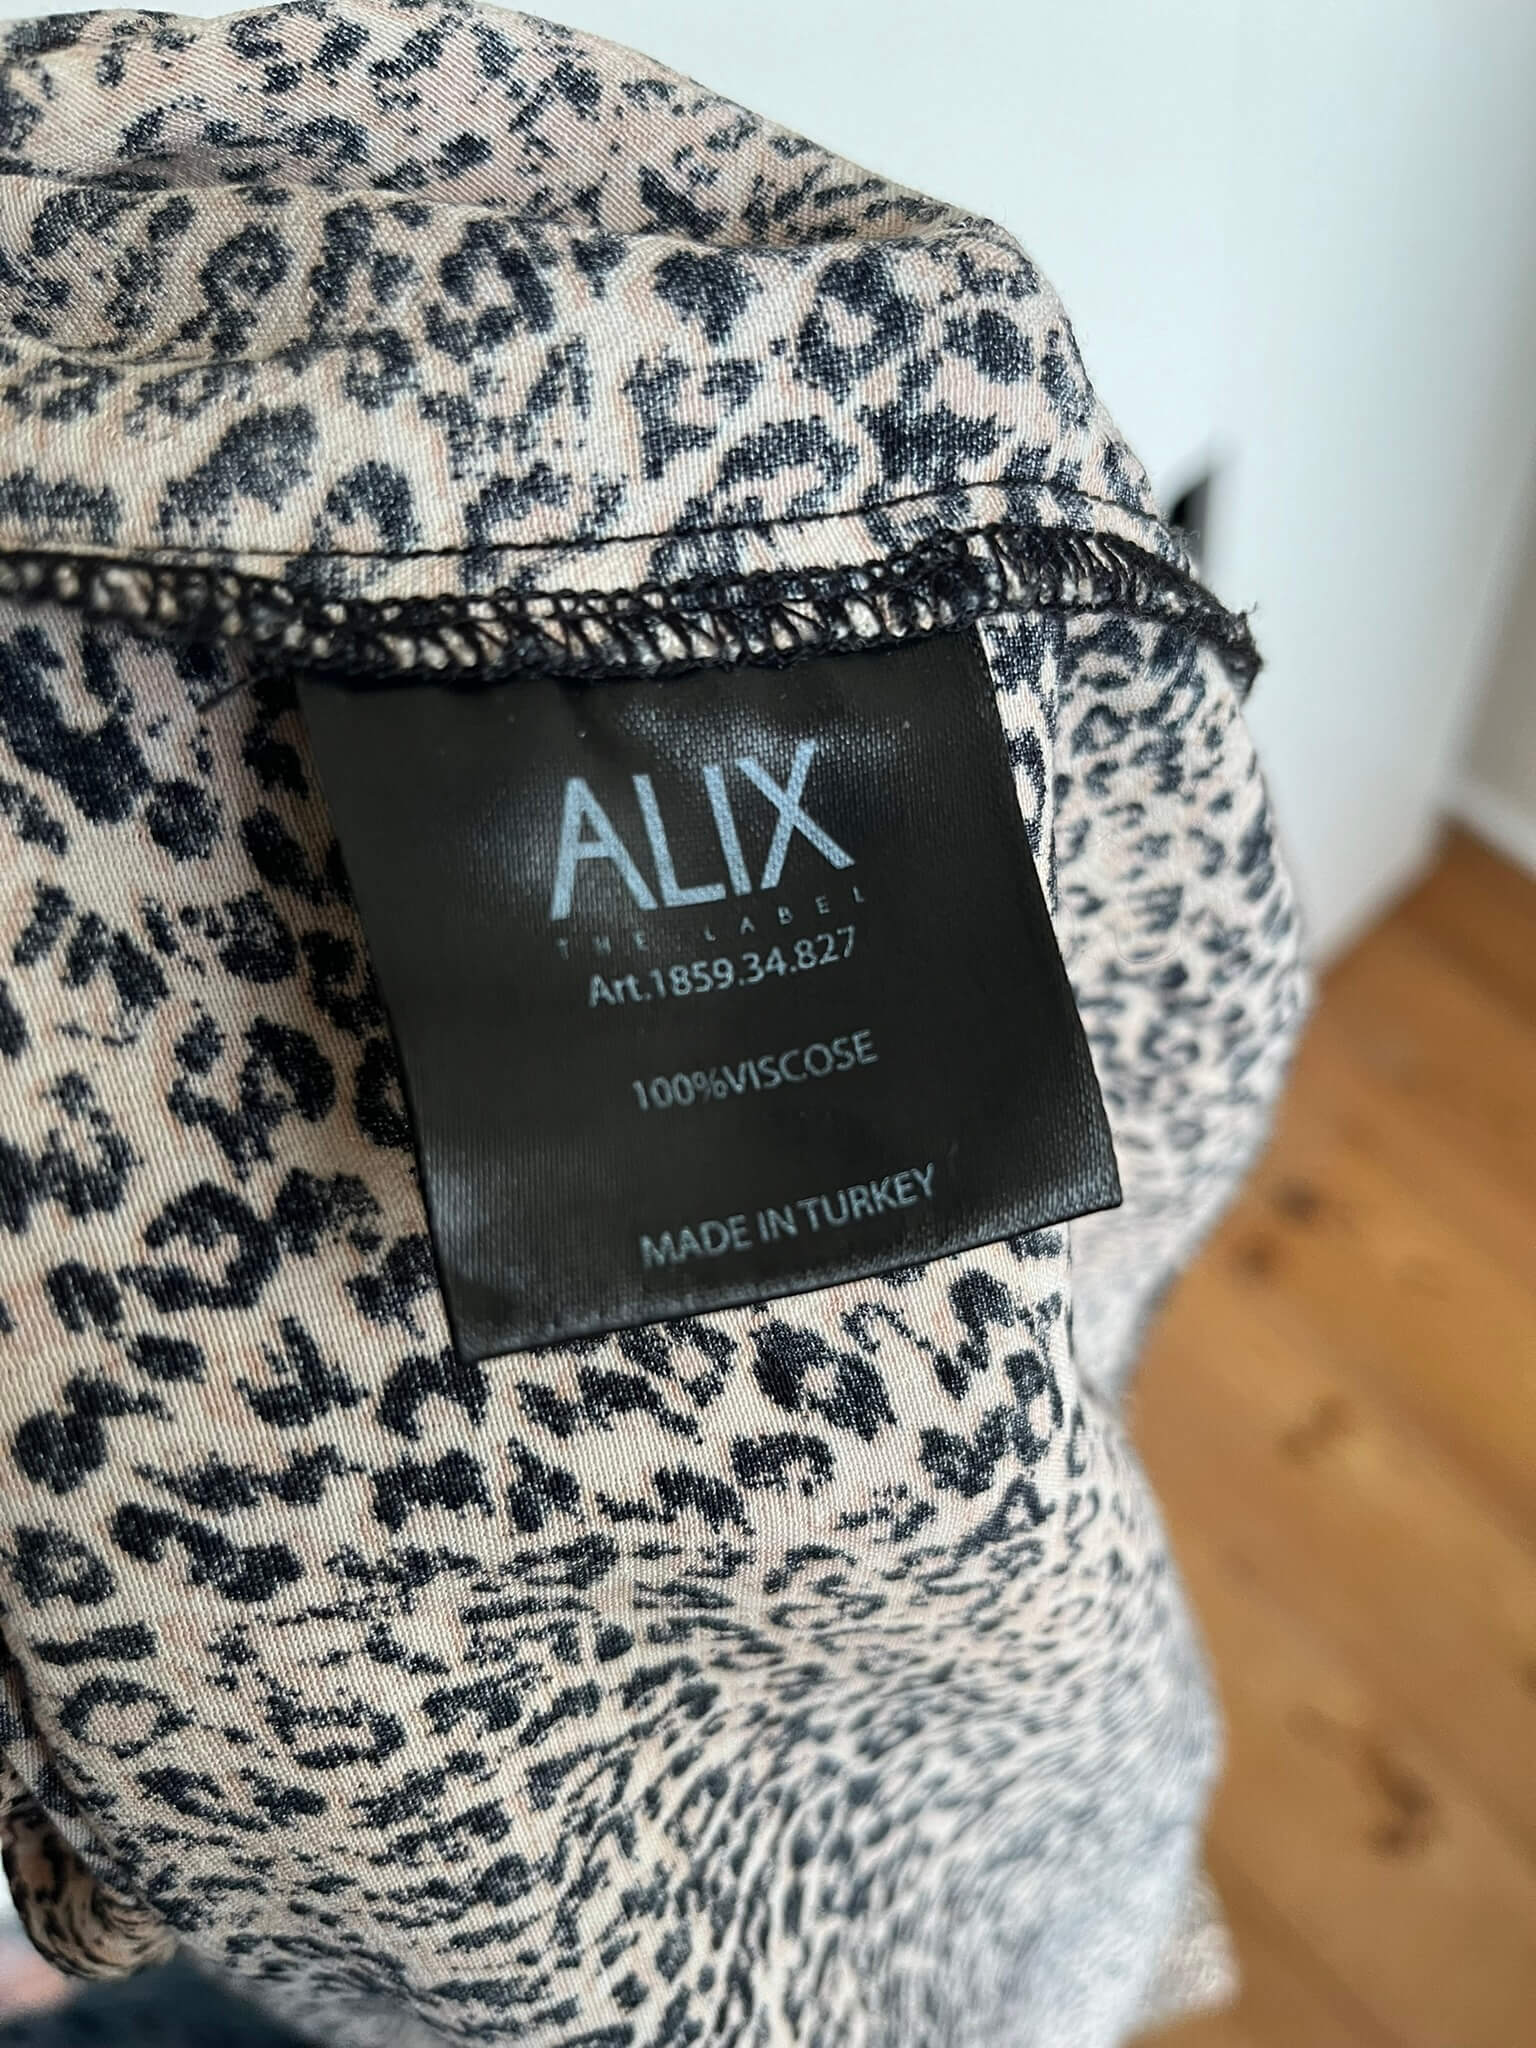 ALIX
THE LABEL
Art.1859.34.827
100%VISCOSE
MADE IN TURKEY